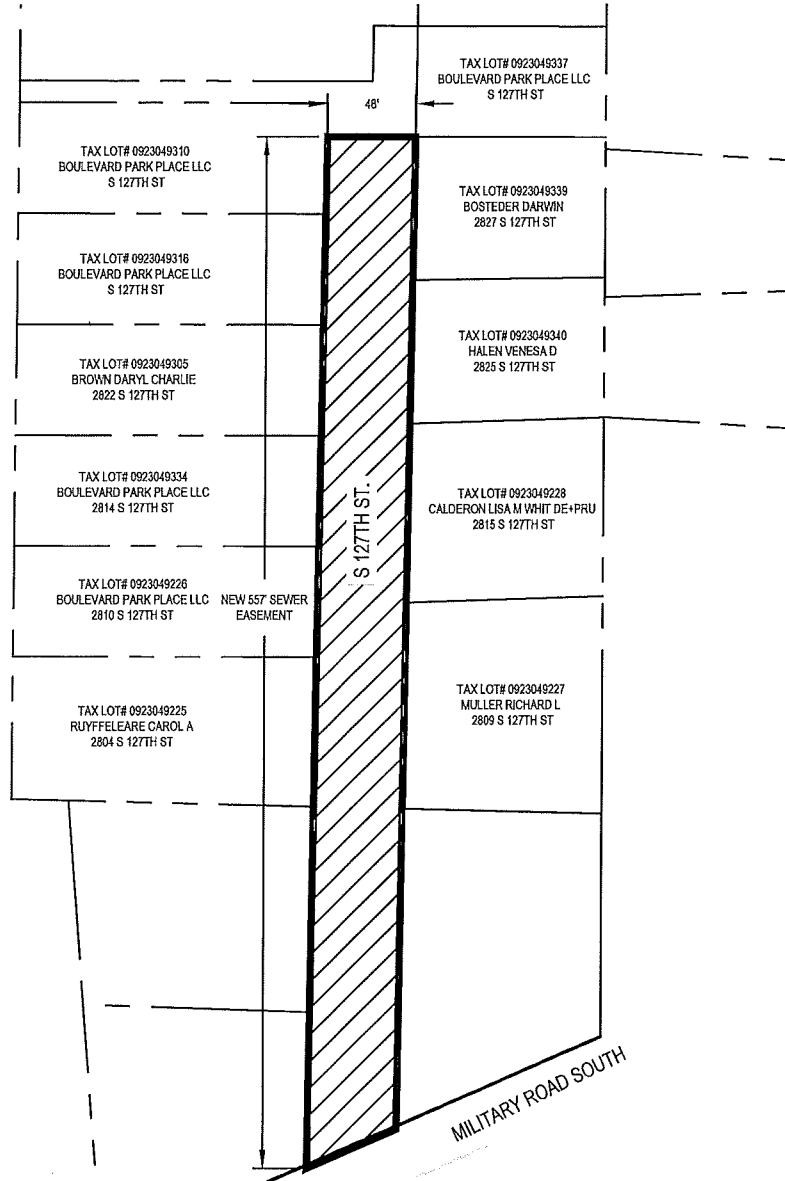 TAX LOT# 0923049337
BOULEVARD PARK PLACE LLC
S 127TH ST
48'
TAX LOT# 0923049310
BOULEVARD PARK PLACE LLC
S 127TH ST
TAX LOT# 0923049339
BOSTEDER DARWIN
2827 S 127TH ST
TAX LOT# 0923049316
BOULEVARD PARK PLACE LLC
S 127TH ST
TAX LOT# 0923049340
HALEN VENESA D
2825 S 127TH ST
TAX LOT# 0923049305
BROWN DARYL CHARLIE
2822 S 127TH ST
TAX LOT# 0923049334
BOULEVARD PARK PLACE LLC
2814 S 127TH ST
S 127TH ST.
TAX LOT# 0923049228
CALDERON LISA M WHIT DE+PRU
2815 S 127TH ST
TAX LOT# 0923049226
BOULEVARD PARK PLACE LLC
2810 S 127TH ST
NEW 557' SEWER
EASEMENT
TAX LOT# 0923049225
RUYFFELEARE CAROL A
2804 S 127TH ST
TAX LOT# 0923049227
MULLER RICHARD L
2809 S 127TH ST
MILITARY ROAD SOUTH